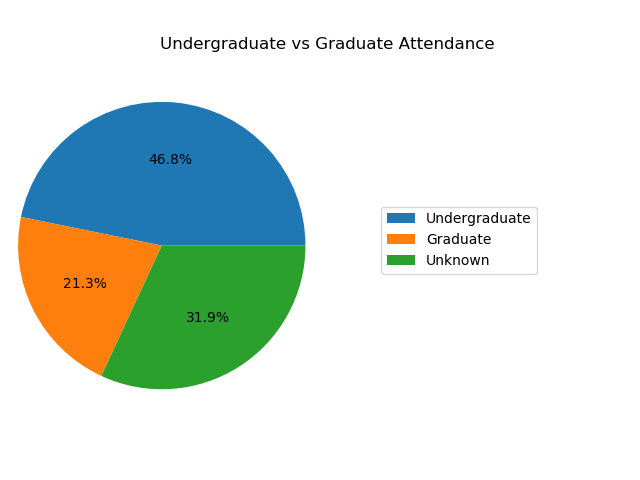 Undergraduate vs Graduate Attendance
46.8%
21.3%
31.9%
Undergraduate
Graduate
Unknown